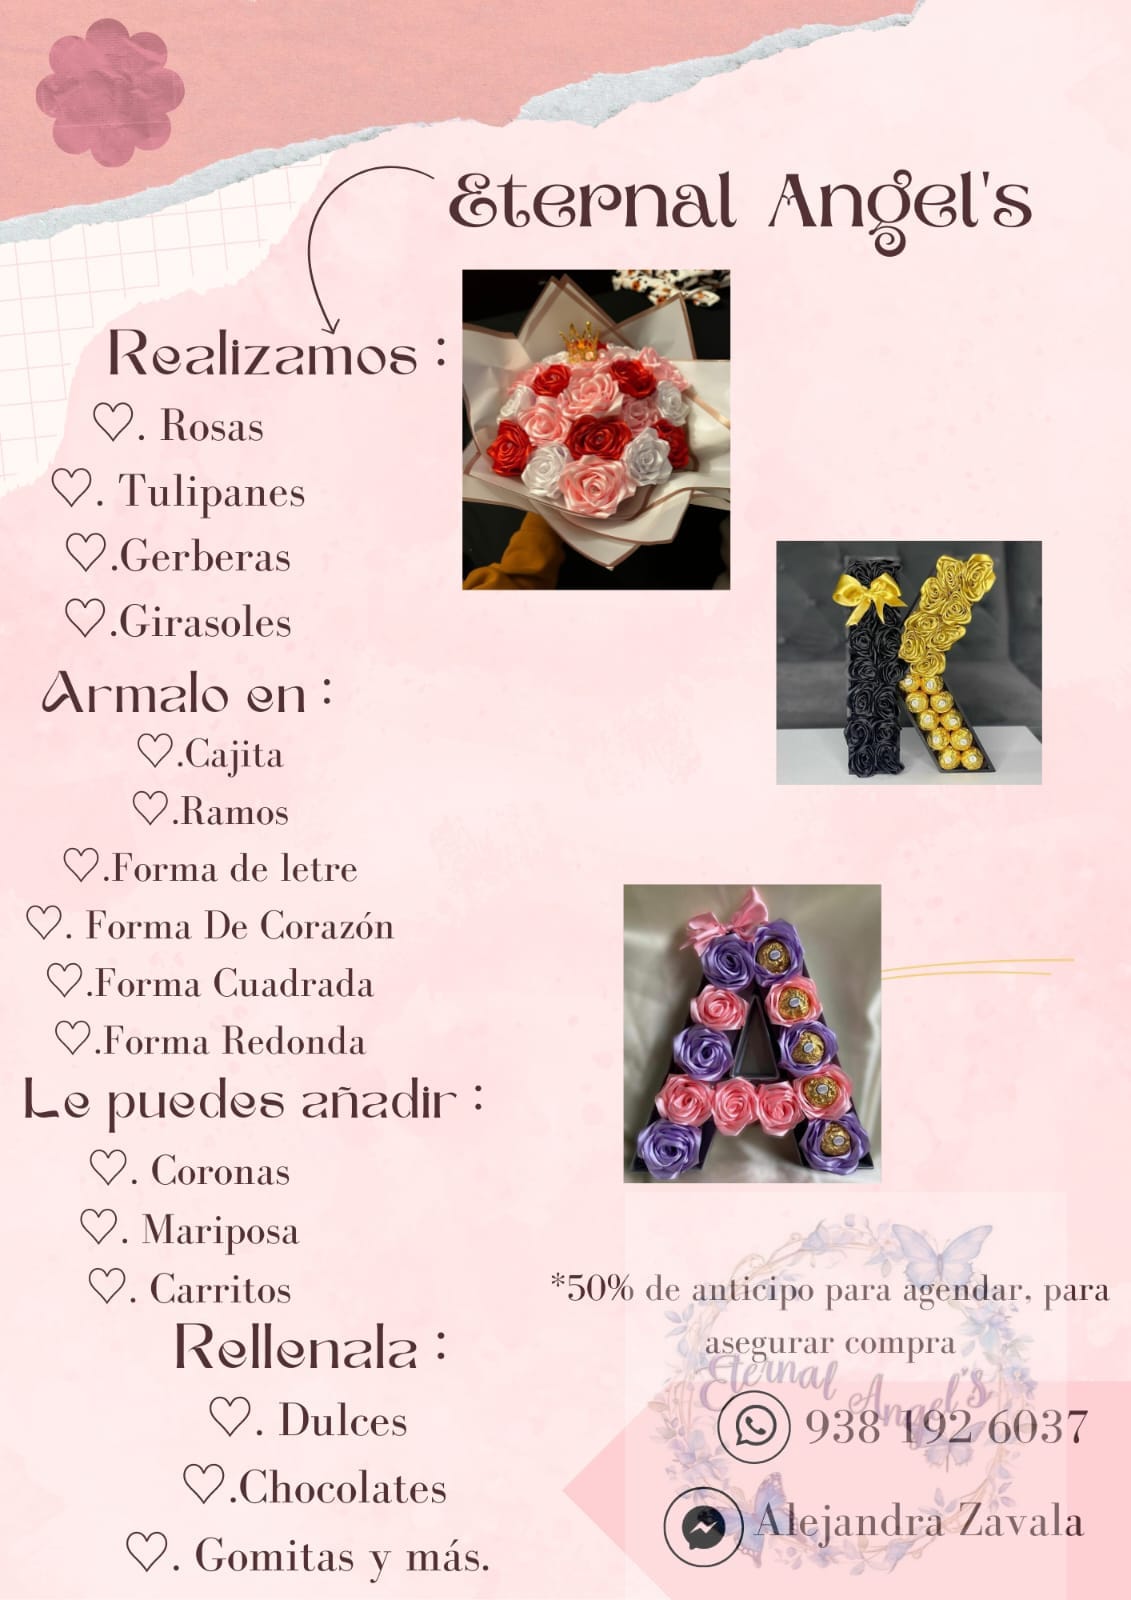 Eternal Angel's
Realizamos :
♡. Rosas
♡. Tulipanes
♡.Gerberas
♡.Girasoles
Armalo en :
♡.Cajita
♡.Ramos
♡.Forma de letre
♡. Forma De Corazón
♡.Forma Cuadrada
♡.Forma Redonda
Le puedes añadir :
♡. Coronas
♡. Mariposa
♡. Carritos
Rellenala :
♡. Dulces
♡.Chocolates
♡. Gomitas y más.
*50% de anticipo para agendar, para
asegurar compra
Eternal Angel's
938 192 6037
Alejandra Zavala